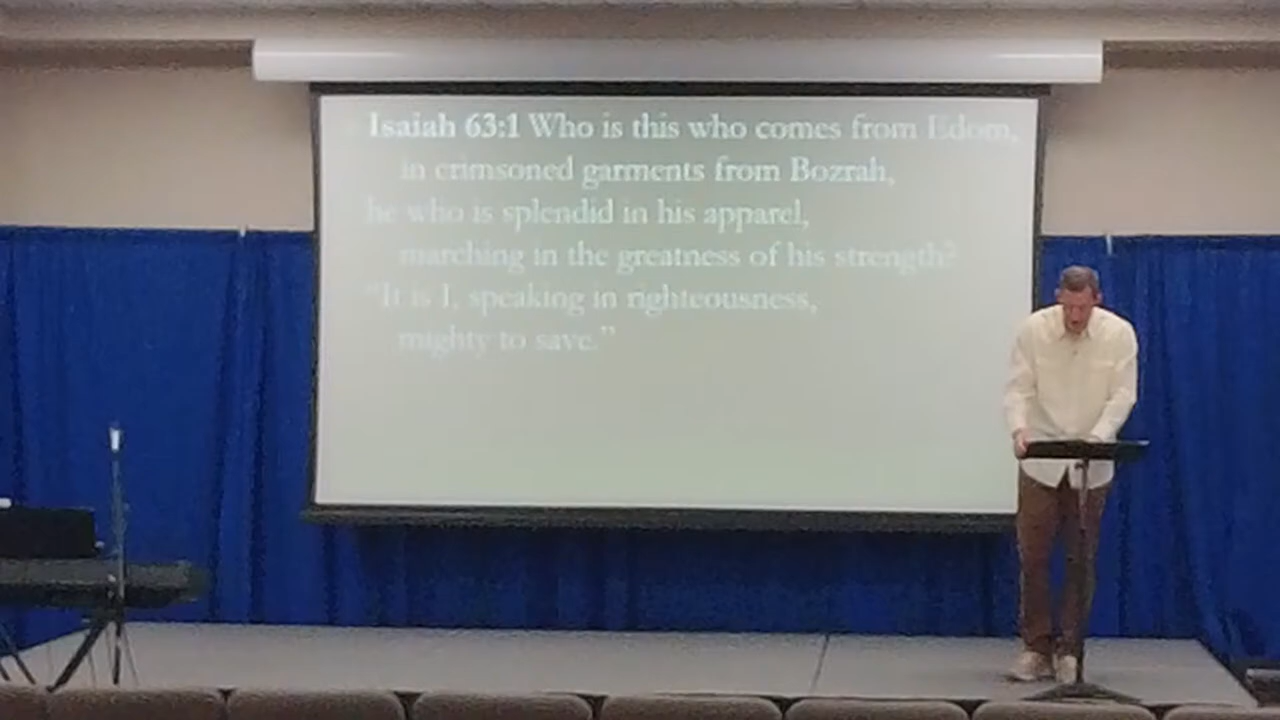 Isaiah 63:1 Who is this who comes from Edom,
in crimsoned garments from Bozrah,
he who is splendid in his apparel,
marching in the greatness of his strength?
"It is I, speaking in righteousness,
mighty to save.”